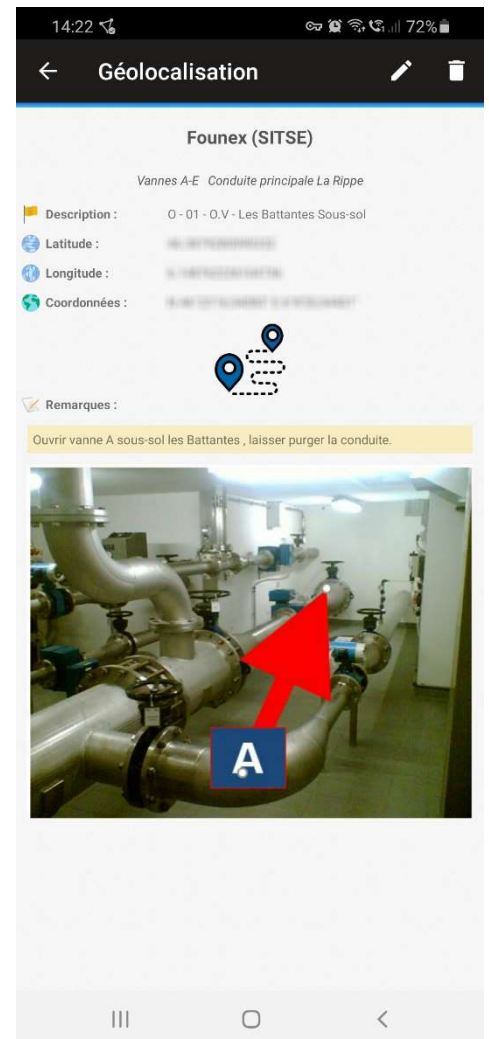 14:22 72%
Géolocalisation
Founex (SITSE)
Vannes A-E Conduite principale La Rippe
Description : O - 01 - O.V - Les Battantes Sous-sol
Latitude :
Longitude :
Coordonnées :
Remarques :
Ouvrir vanne A sous-sol les Battantes , laisser purger la conduite.
A